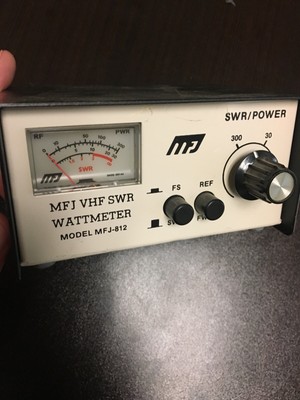 RF PWR
SWR
MFJ
MFJ
SWR/POWER
300 30
FS REF
MFJ VHF SWR
WATTMETER
MODEL MFJ-812